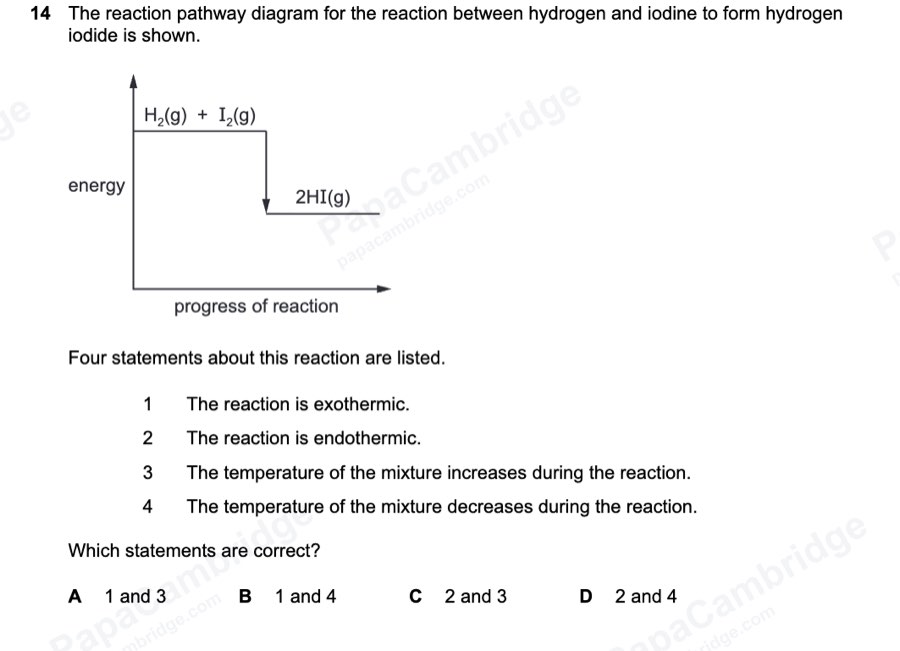 14 The reaction pathway diagram for the reaction between hydrogen and iodine to form hydrogen
iodide is shown.
H₂(g) + I₂(g)
energy
2HI(g)
progress of reaction
Four statements about this reaction are listed.
1 The reaction is exothermic.
2 The reaction is endothermic.
3 The temperature of the mixture increases during the reaction.
4 The temperature of the mixture decreases during the reaction.
Which statements are correct?
A 1 and 3 B 1 and 4 C 2 and 3 D 2 and 4
PapaCambridge
papacambridge.com